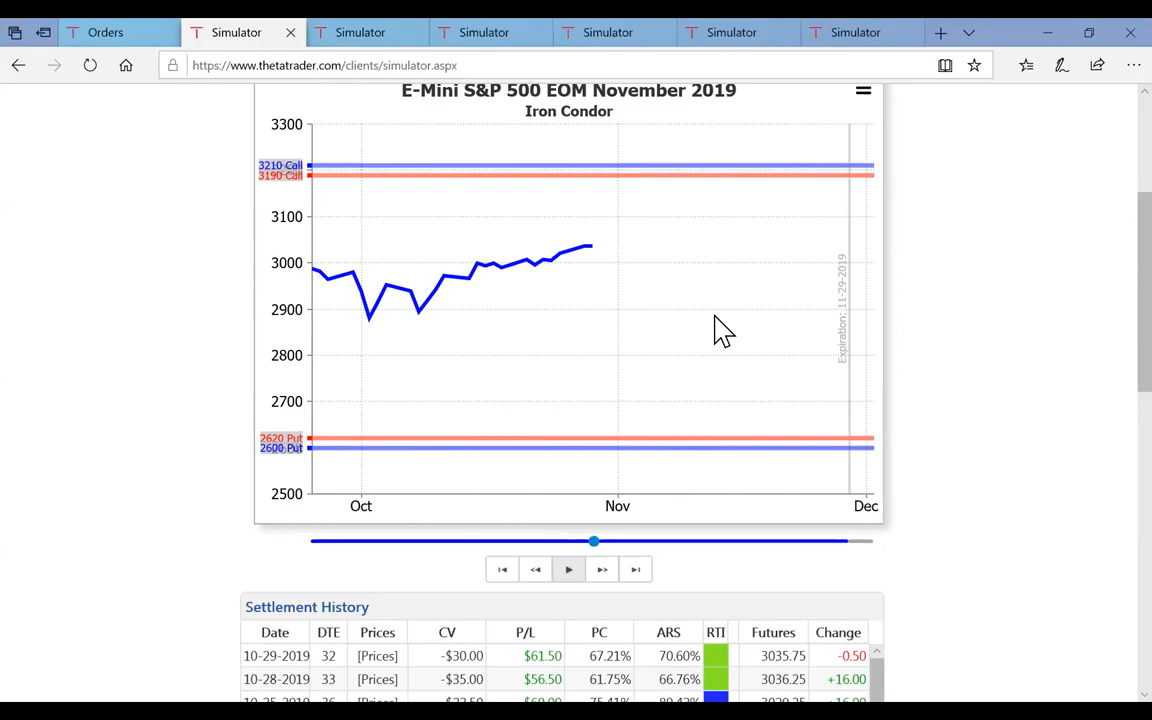 Orders
Simulator
Simulator
Simulator
Simulator
Simulator
Simulator
https://www.thetatrader.com/clients/simulator.aspx
E-Mini S&P 500 EOM November 2019
Iron Condor
3300
3210 Call
3190 Call
3100
3000
2900
2800
2700
2620 Put
2600 Put
2500
Expiration: 11-29-2019
Oct Nov Dec
Settlement History
Date DTE Prices CV P/L PC ARS RTI Futures Change
10-29-2019 32 [Prices] -$30.00 $61.50 67.21% 70.60% 3035.75 -0.50
10-28-2019 33 [Prices] -$35.00 $56.50 61.75% 66.76% 3036.25 +16.00